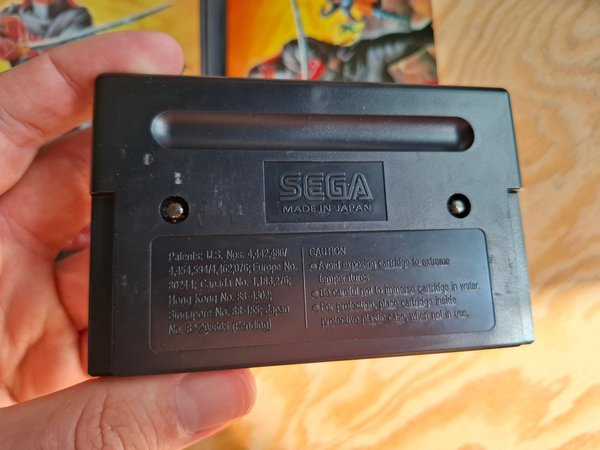 SEGA
MADE IN JAPAN
Patents: U.S. Nos. 4,442,486/
4,454,594/4,462,076; Europe No.
80244; Canada No. 1,183,276;
Hong Kong No. 88-4302;
Singapore No. 88-155; Japan
No. (Pending)
CAUTION
Avoid exposing cartridge to extreme
temperatures.
Be careful not to immerse cartridge in water.
For protection, place cartridge inside
protective plastic case, when not in use.